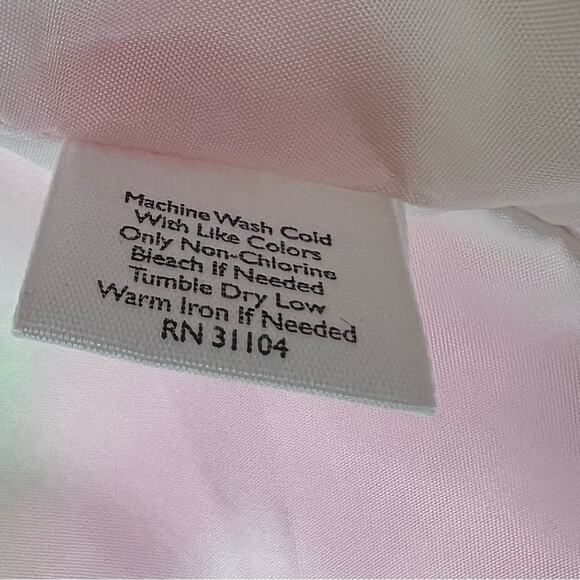 Machine Wash Cold
With Like Colors
Only Non-Chlorine
Bleach If Needed
Tumble Dry Low
Warm Iron If Needed
RN 31104